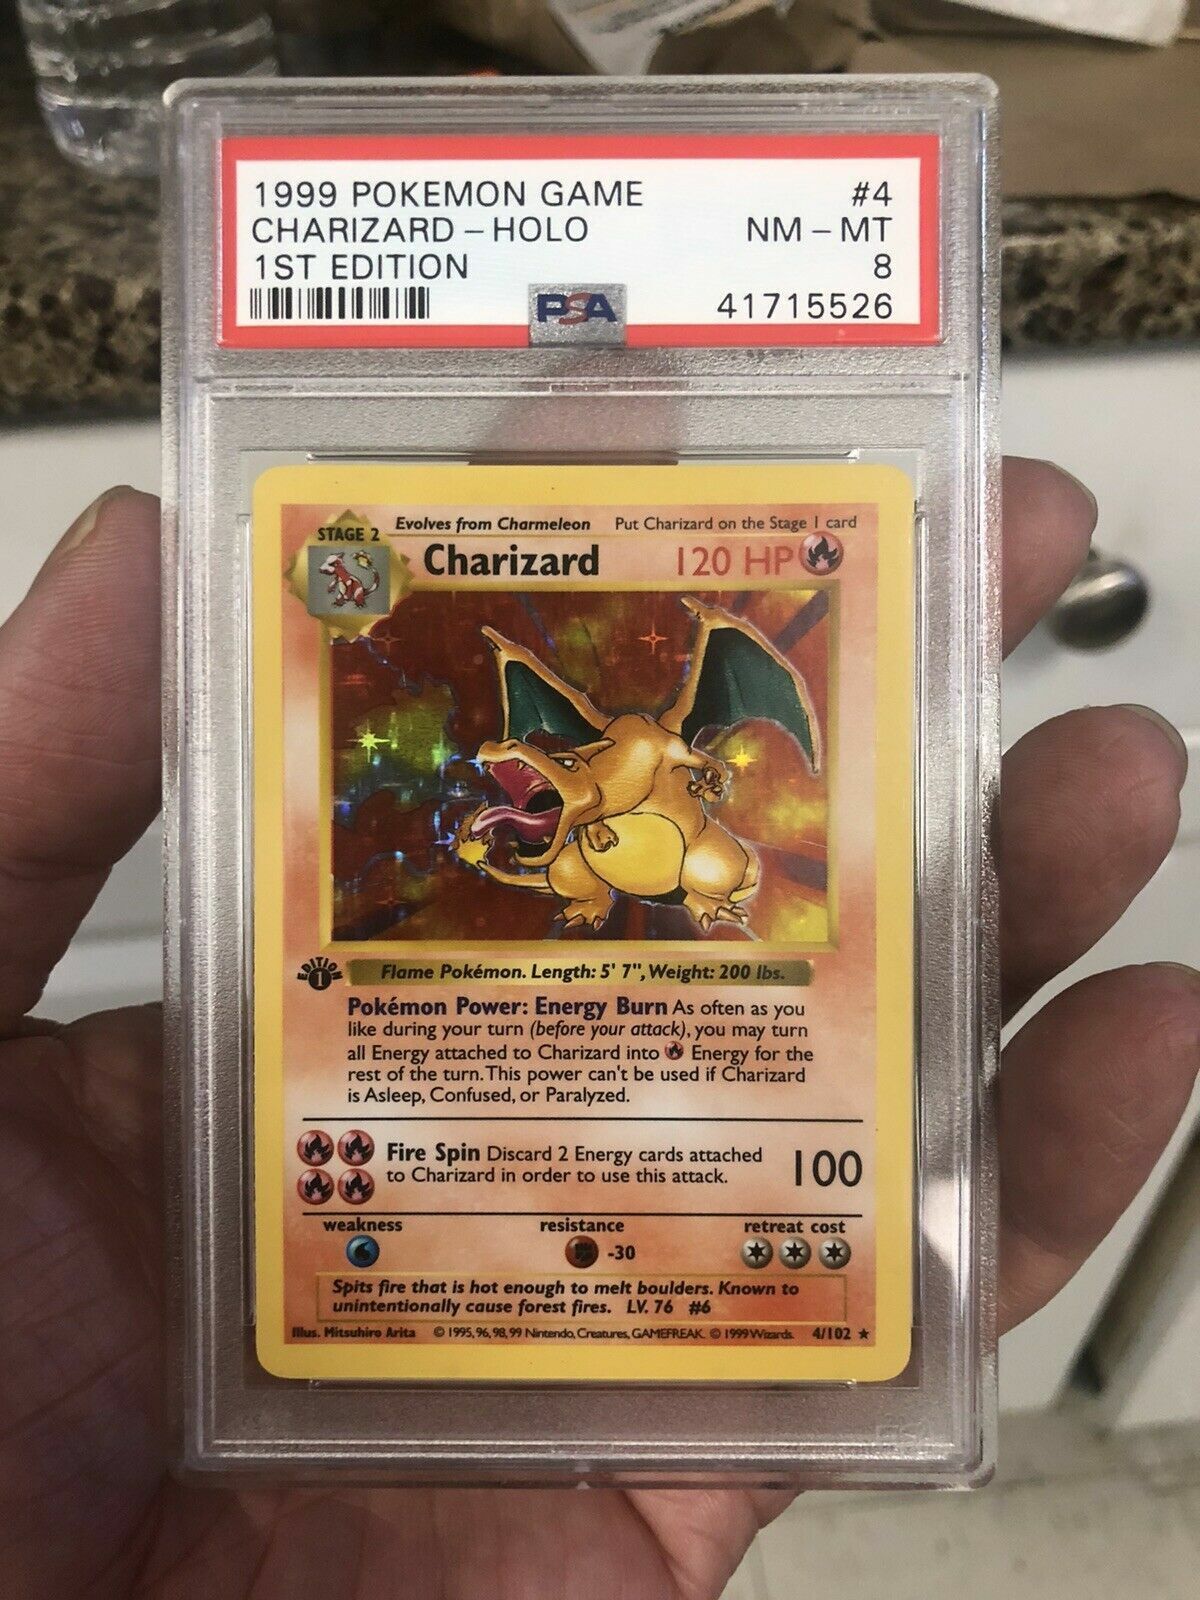 1999 POKEMON GAME #4
CHARIZARD-HOLO NM-MT
1ST EDITION 8
PSA 41715526
STAGE 2 Evolves from Charmeleon Put Charizard on the Stage 1 card
Charizard 120 HP
EDITION 1
Flame Pokémon. Length: 5' 7", Weight: 200 lbs.
Pokémon Power: Energy Burn As often as you
like during your turn (before your attack), you may turn
all Energy attached to Charizard into Energy for the
rest of the turn. This power can't be used if Charizard
is Asleep, Confused, or Paralyzed.
Fire Spin Discard 2 Energy cards attached
to Charizard in order to use this attack. 100
weakness resistance retreat cost
-30
Spits fire that is hot enough to melt boulders. Known to
unintentionally cause forest fires. LV. 76 #6
Illus. Mitsuhiro Arita © 1995, 96, 98, 99 Nintendo, Creatures, GAMEFREAK. © 1999 Wizards. 4/102 ★